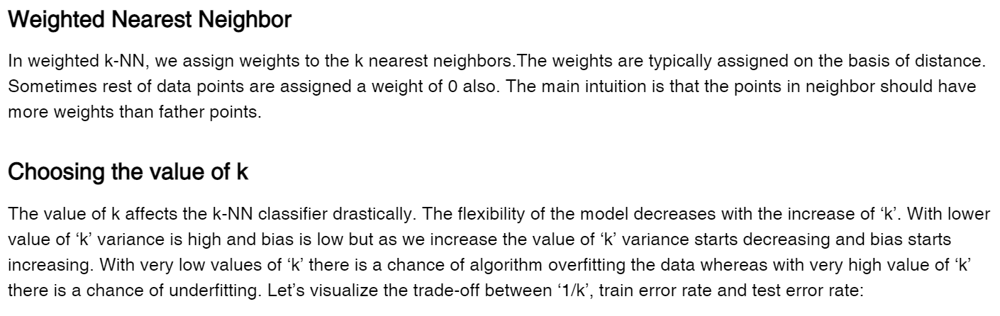 Weighted Nearest Neighbor
In weighted k-NN, we assign weights to the k nearest neighbors.The weights are typically assigned on the basis of distance.
Sometimes rest of data points are assigned a weight of 0 also. The main intuition is that the points in neighbor should have
more weights than father points.
Choosing the value of k
The value of k affects the k-NN classifier drastically. The flexibility of the model decreases with the increase of ‘k’. With lower
value of ‘k’ variance is high and bias is low but as we increase the value of ‘k’ variance starts decreasing and bias starts
increasing. With very low values of ‘k’ there is a chance of algorithm overfitting the data whereas with very high value of ‘k’
there is a chance of underfitting. Let’s visualize the trade-off between ‘1/k’, train error rate and test error rate: